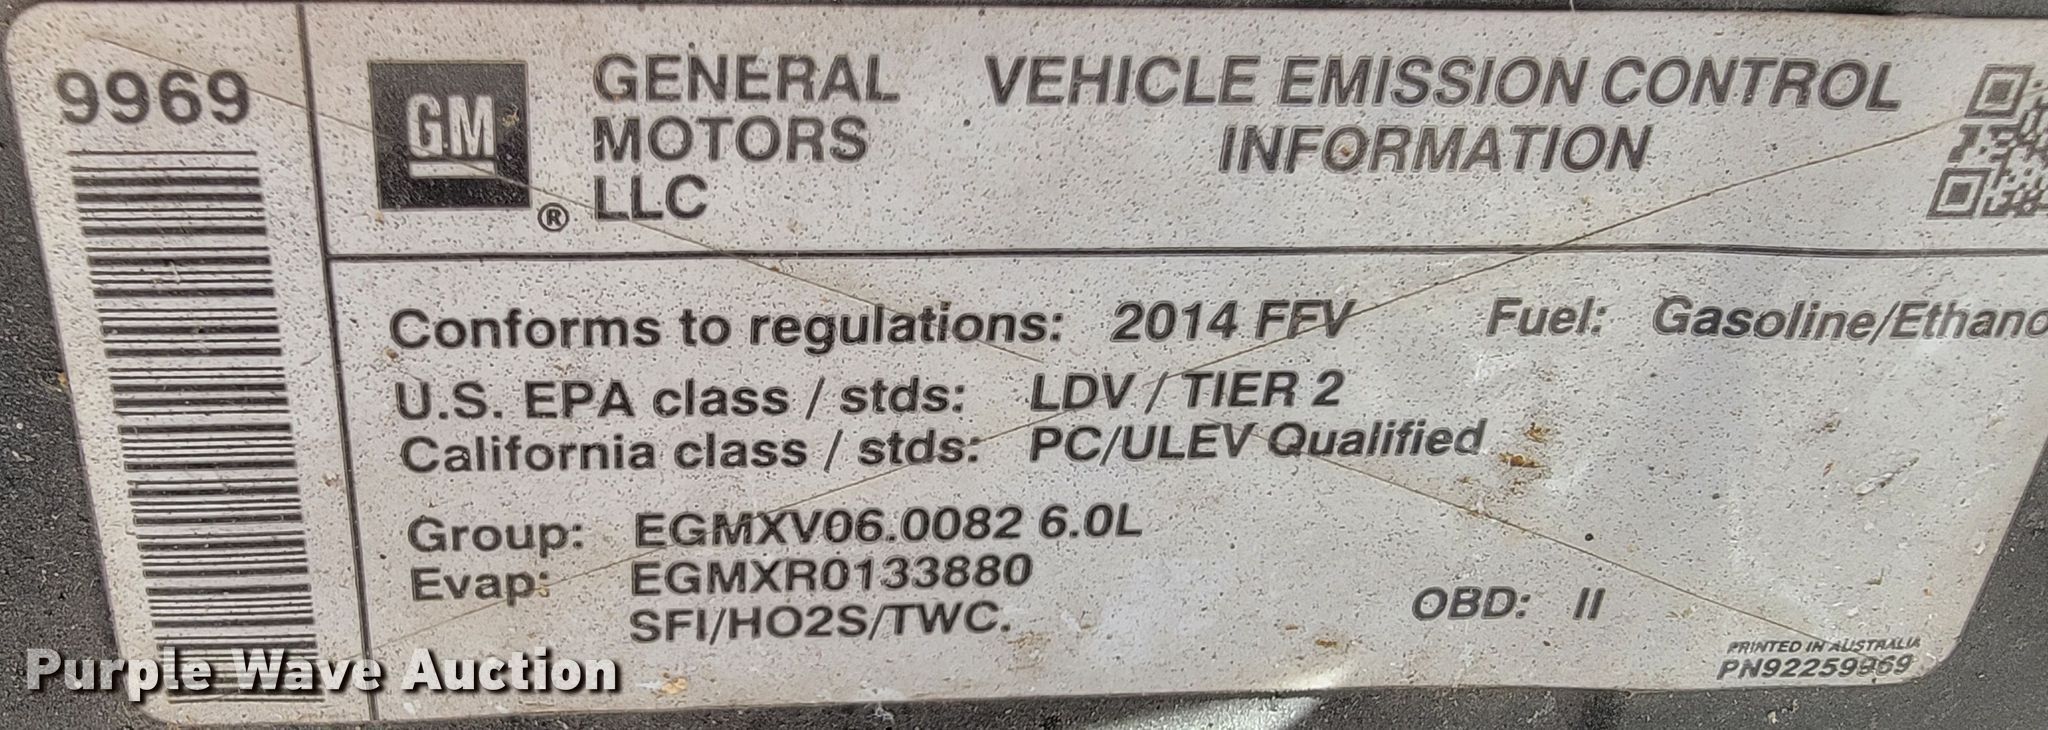 9969
GM
®
GENERAL
MOTORS
LLC
VEHICLE EMISSION CONTROL
INFORMATION
Conforms to regulations: 2014 FFV Fuel: Gasoline/Ethano
U.S. EPA class / stds: LDV / TIER 2
California class / stds: PC/ULEV Qualified
Group: EGMXV06.0082 6.0L
Evap: EGMXR0133880
SFI/HO2S/TWC.
OBD: II
PRINTED IN AUSTRALIA
PN92259969
Purple Wave Auction